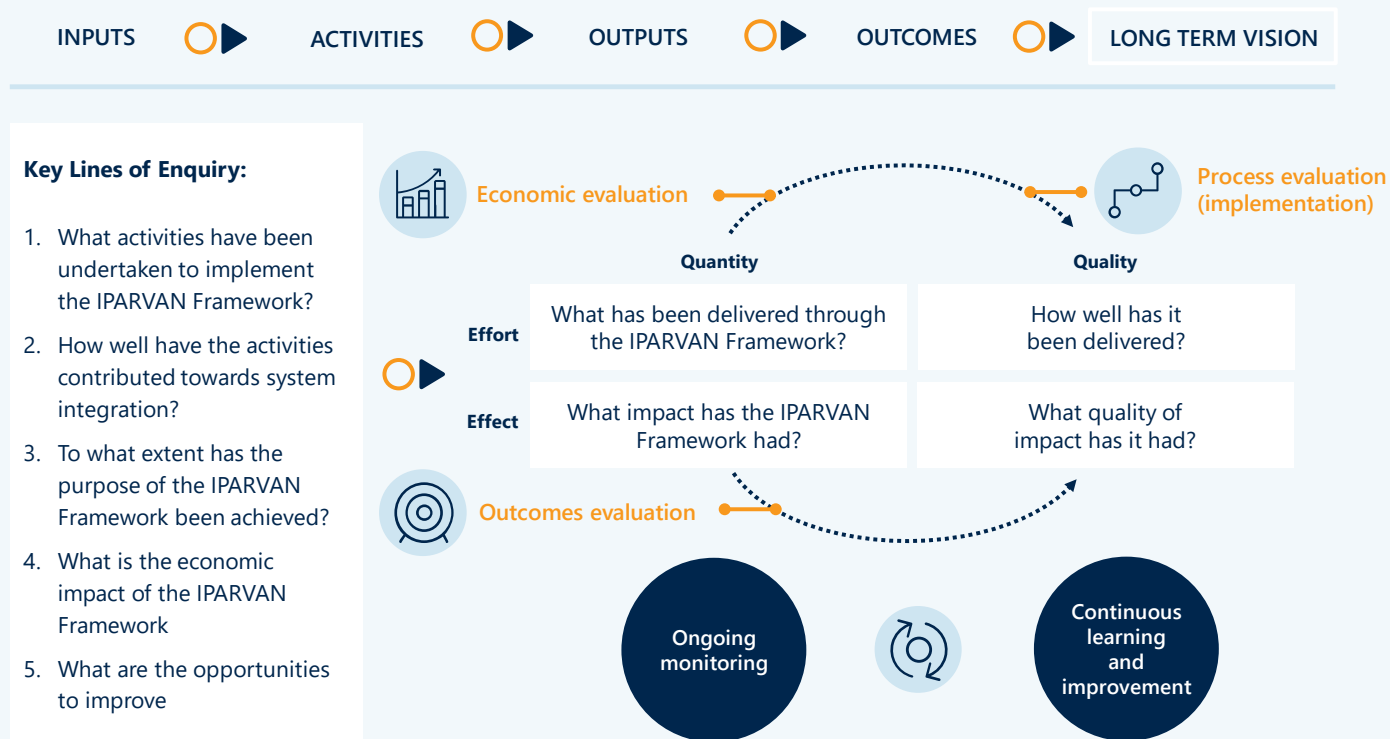 INPUTS
ACTIVITIES
OUTPUTS
OUTCOMES
LONG TERM VISION
Key Lines of Enquiry:
1. What activities have been
undertaken to implement
the IPARVAN Framework?
2. How well have the activities
contributed towards system
integration?
3. To what extent has the
purpose of the IPARVAN
Framework been achieved?
4. What is the economic
impact of the IPARVAN
Framework
5. What are the opportunities
to improve
Economic evaluation
Process evaluation
(implementation)
Quantity
Quality
Effort
What has been delivered through
the IPARVAN Framework?
How well has it
been delivered?
Effect
What impact has the IPARVAN
Framework had?
What quality of
impact has it had?
Outcomes evaluation
Ongoing
monitoring
Continuous
learning
and
improvement